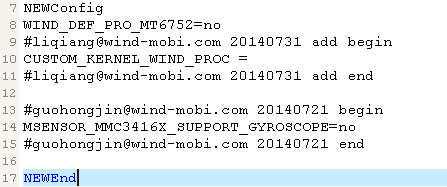 7 NEWConfig
8 WIND_DEF_PRO_MT6752=no
9 #liqiang@wind-mobi.com 20140731 add begin
10 CUSTOM_KERNEL_WIND_PROC =
11 #liqiang@wind-mobi.com 20140731 add end
12
13 #guohongjin@wind-mobi.com 20140721 begin
14 MSENSOR_MMC3416X_SUPPORT_GYROSCOPE=no
15 #guohongjin@wind-mobi.com 20140721 end
16
17 NEWEnd